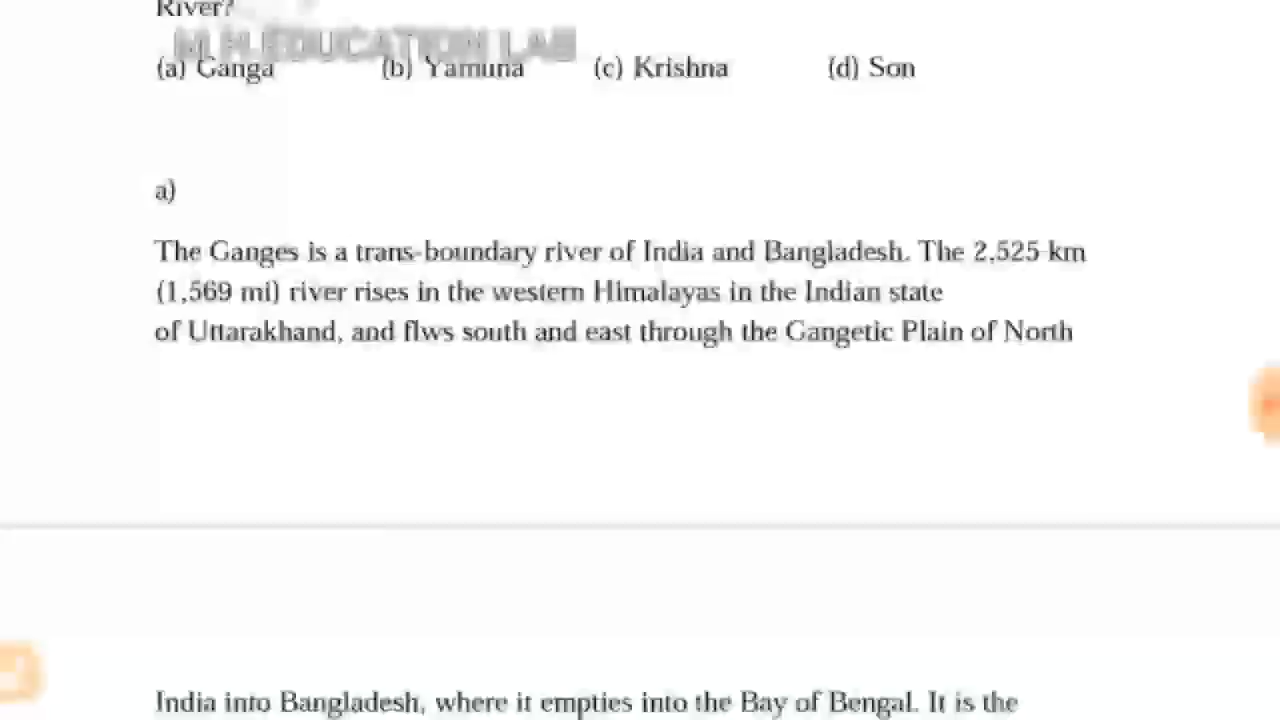 River?
M.H.EDUCATION LAB
(a) Ganga (b) Yamuna (c) Krishna (d) Son
a)
The Ganges is a trans-boundary river of India and Bangladesh. The 2,525 km
(1,569 mi) river rises in the western Himalayas in the Indian state
of Uttarakhand, and flws south and east through the Gangetic Plain of North
India into Bangladesh, where it empties into the Bay of Bengal. It is the